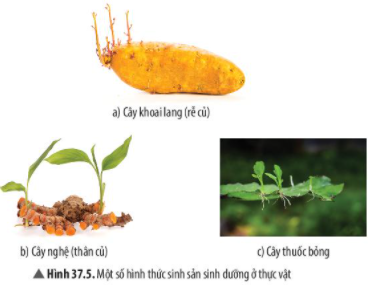 a) Cây khoai lang (rễ củ)
b) Cây nghệ (thân củ)
c) Cây thuốc bỏng
▲ Hình 37.5. Một số hình thức sinh sản sinh dưỡng ở thực vật